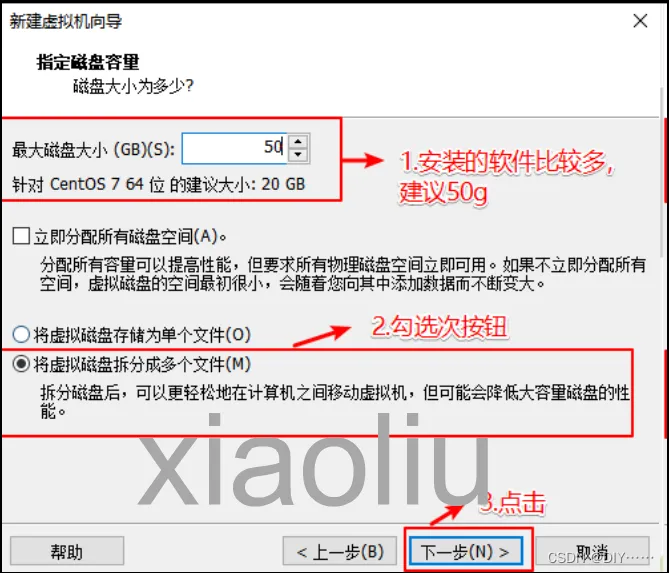 新建虚拟机向导
指定磁盘容量
磁盘大小为多少?
最大磁盘大小 (GB)(S): 50
针对 CentOS 7 64 位 的建议大小: 20 GB
1.安装的软件比较多,
建议50g
立即分配所有磁盘空间(A)。
分配所有容量可以提高性能，但要求所有物理磁盘空间立即可用。如果不立即分配所有
空间，虚拟磁盘的空间最初很小，会随着您向其中添加数据而不断变大。
将虚拟磁盘存储为单个文件(O)
2.勾选次按钮
将虚拟磁盘拆分成多个文件(M)
拆分磁盘后，可以更轻松地在计算机之间移动虚拟机，但可能会降低大容量磁盘的性
能。
xiaoliu
3.点击
帮助
< 上一步(B)
下一步(N) >
取消
CSDN @DIY……